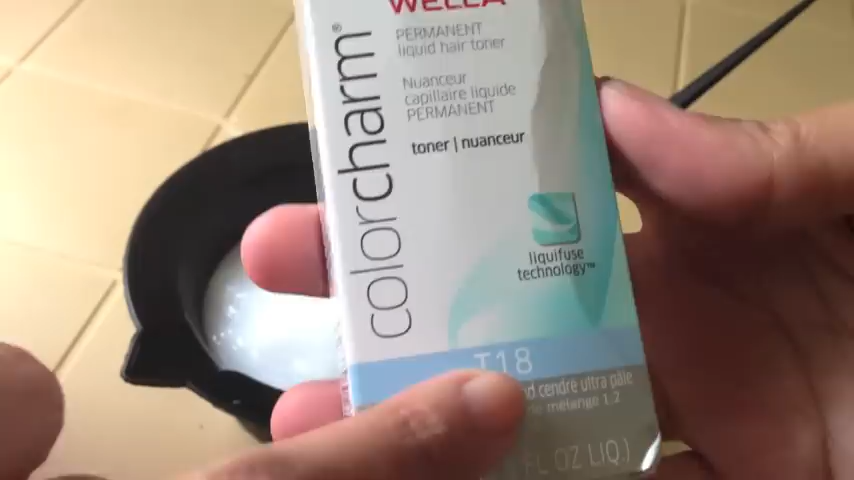 WELLA
PERMANENT
liquid hair toner
Nuanceur
capillaire liquide
PERMANENT
toner | nuanceur
colorcharm®
liquifuse
technology™
T18
cendré ultra pâle
mélange 1,2
FL OZ LIQ.)